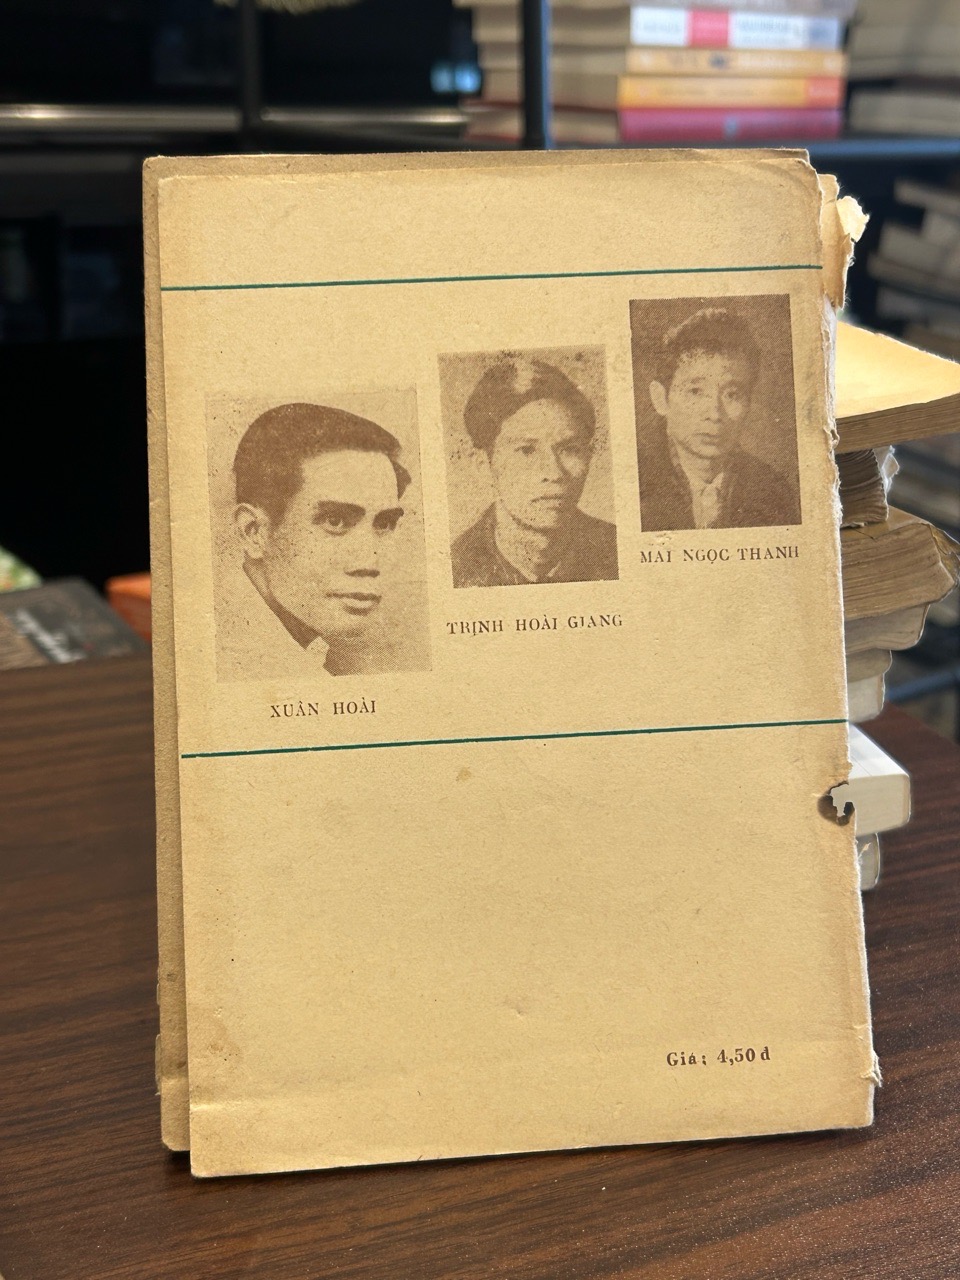 XUÂN HOÀI
TRỊNH HOÀI GIANG
MAI NGỌC THANH
Giá: 4,50 đ